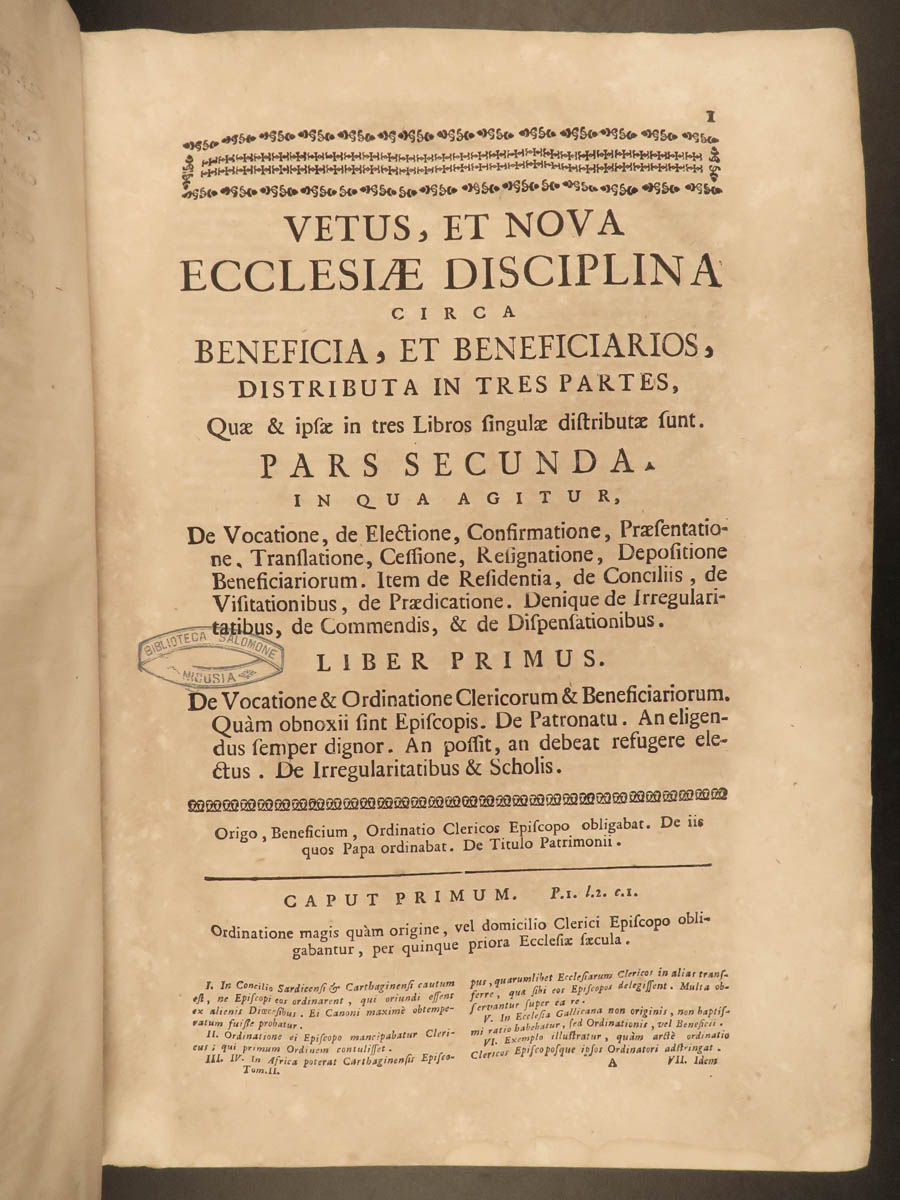 1
VETUS, ET NOVA
ECCLESIÆ DISCIPLINA
CIRCA
BENEFICIA, ET BENEFICIARIOS,
DISTRIBUTA IN TRES PARTES,
Quæ & ipſæ in tres Libros ſingulæ diſtributæ ſunt.
PARS SECUNDA.
IN QUA AGITUR,
De Vocatione, de Electione, Confirmatione, Præſentatio-
ne, Tranſlatione, Ceſſione, Reſignatione, Depoſitione
Beneficiariorum. Item de Reſidentia, de Conciliis, de
Viſitationibus, de Prædicatione. Denique de Irregulari-
tatibus, de Commendis, & de Diſpenſationibus.
BIBLIOTECA SALOMONE
NICOSIA
LIBER PRIMUS.
De Vocatione & Ordinatione Clericorum & Beneficiariorum.
Quàm obnoxii ſint Epiſcopis. De Patronatu. An eligen-
dus ſemper dignor. An poſſit, an debeat refugere ele-
ctus. De Irregularitatibus & Scholis.
Origo, Beneficium, Ordinatio Clericos Epiſcopo obligabat. De iis
quos Papa ordinabat. De Titulo Patrimonii.
CAPUT PRIMUM. P.1. l.2. c.1.
Ordinatione magis quàm origine, vel domicilio Clerici Epiſcopo obli-
gabantur, per quinque priora Eccleſiæ ſæcula.
I. In Concilio Sardicenſi & Carthaginenſi cautum
eſt, ne Epiſcopi eos ordinarent, qui oriundi eſſent
ex alienis Diœceſibus. Ei Canoni maximè obtempe-
ratum fuiſſe probatur.
II. Ordinatione ei Epiſcopo mancipabatur Cleri-
cus; qui primum Ordinem contuliſſet.
III. IV. In Africa poterat Carthaginenſis Epiſco-
Tom.II.
pus, quarumlibet Eccleſiarum Clericos in alias tranſ-
ferre, qua ſibi eos Epiſcopos delegiſſent. Multa ob-
ſervantur ſuper ea re.
V. In Eccleſia Gallicana non originis, non baptiſ-
mi ratio habebatur, ſed Ordinationis, vel Beneficii.
VI. Exemplo illuſtratur, quàm arctè ordinatio
Clericos Epiſcopoſque ipſos Ordinatori adſtringat.
A VII. Idem